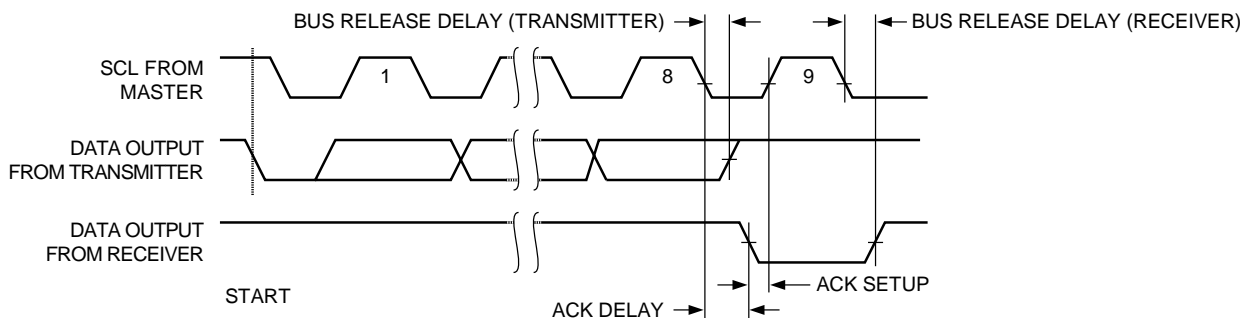 BUS RELEASE DELAY (TRANSMITTER)
BUS RELEASE DELAY (RECEIVER)
SCL FROM
MASTER
1
8
9
DATA OUTPUT
FROM TRANSMITTER
DATA OUTPUT
FROM RECEIVER
START
ACK SETUP
ACK DELAY